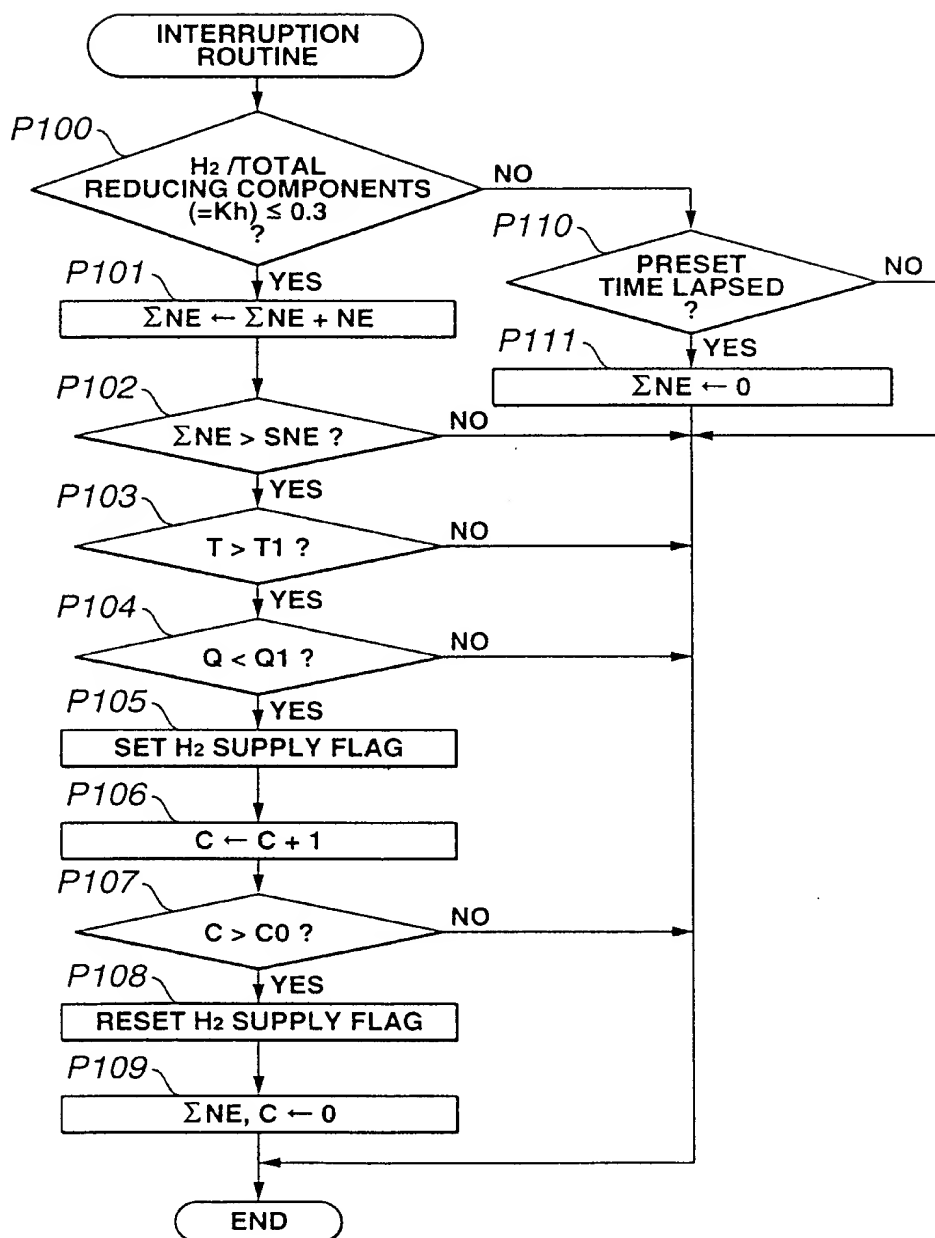 INTERRUPTION
ROUTINE
P100
H2 /TOTAL
REDUCING COMPONENTS
(=Kh) ≤ 0.3
?
NO
YES
P110
PRESET
TIME LAPSED
?
NO
YES
P101
ΣNE ← ΣNE + NE
P111
ΣNE ← 0
P102
ΣNE > SNE ?
NO
YES
P103
T > T1 ?
NO
YES
P104
Q < Q1 ?
NO
YES
P105
SET H2 SUPPLY FLAG
P106
C ← C + 1
P107
C > C0 ?
NO
YES
P108
RESET H2 SUPPLY FLAG
P109
ΣNE, C ← 0
END